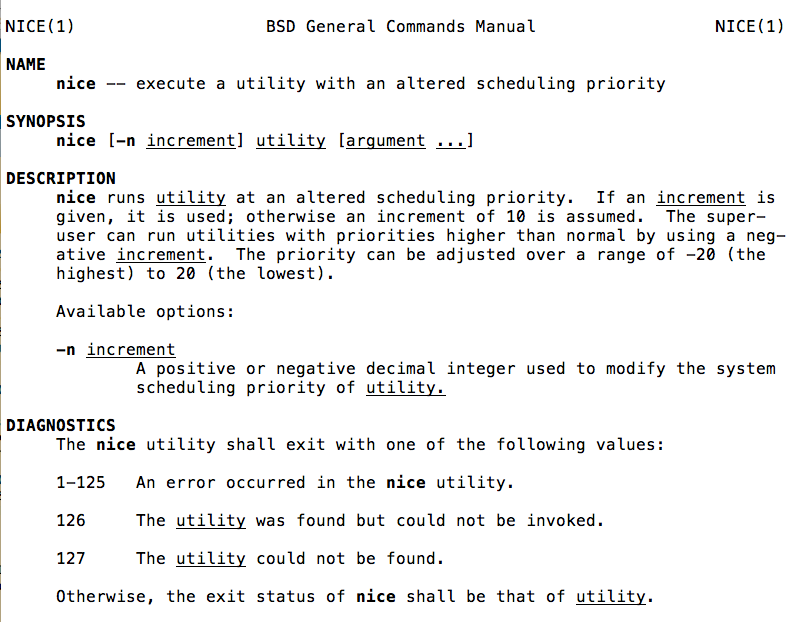 NICE(1) BSD General Commands Manual NICE(1)
NAME
nice -- execute a utility with an altered scheduling priority
SYNOPSIS
nice [-n increment] utility [argument ...]
DESCRIPTION
nice runs utility at an altered scheduling priority. If an increment is
given, it is used; otherwise an increment of 10 is assumed. The super-
user can run utilities with priorities higher than normal by using a neg-
ative increment. The priority can be adjusted over a range of -20 (the
highest) to 20 (the lowest).
Available options:
-n increment
A positive or negative decimal integer used to modify the system
scheduling priority of utility.
DIAGNOSTICS
The nice utility shall exit with one of the following values:
1-125 An error occurred in the nice utility.
126 The utility was found but could not be invoked.
127 The utility could not be found.
Otherwise, the exit status of nice shall be that of utility.